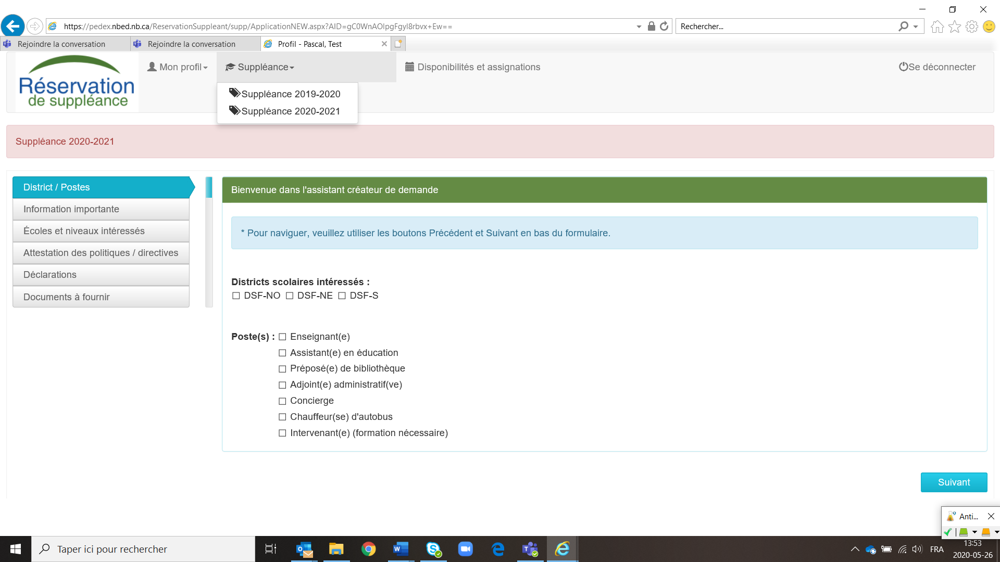 https://pedex.nbed.nb.ca/ReservationSuppleant/supp/ApplicationNEW.aspx?AID=gC0WnAOlpgFgyl8rbvx+Ew==
Rechercher...
Rejoindre la conversation
Rejoindre la conversation
Profil - Pascal, Test
Réservation
de suppléance
Mon profil
Suppléance
Disponibilités et assignations
Se déconnecter
Suppléance 2019-2020
Suppléance 2020-2021
Suppléance 2020-2021
District / Postes
Information importante
Écoles et niveaux intéressés
Attestation des politiques / directives
Déclarations
Documents à fournir
Bienvenue dans l'assistant créateur de demande
* Pour naviguer, veuillez utiliser les boutons Précédent et Suivant en bas du formulaire.
Districts scolaires intéressés :
DSF-NO DSF-NE DSF-S
Poste(s) : Enseignant(e)
Assistant(e) en éducation
Préposé(e) de bibliothèque
Adjoint(e) administratif(ve)
Concierge
Chauffeur(se) d'autobus
Intervenant(e) (formation nécessaire)
Suivant
Anti...
Taper ici pour rechercher
FRA
13:53
2020-05-26